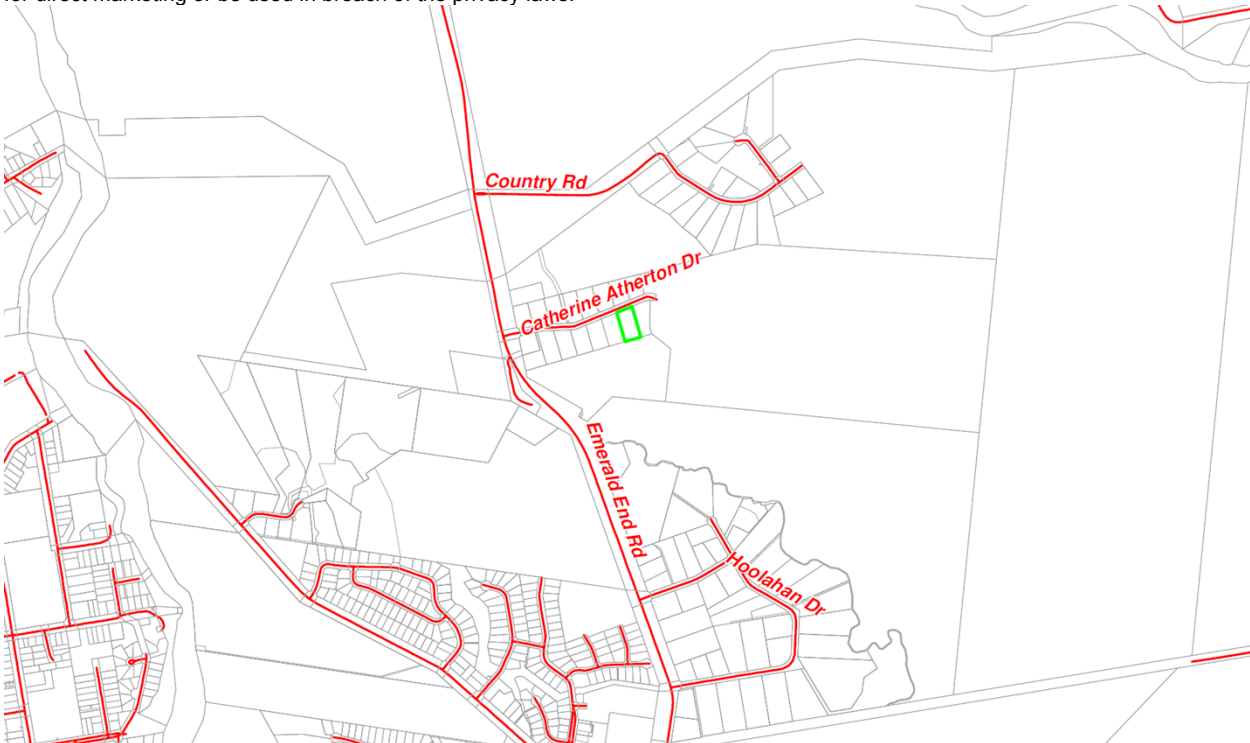 for direct marketing or be used in breach of the privacy laws.
Country Rd
Catherine Atherton Dr
Emerald End Rd
Hoolahan Dr